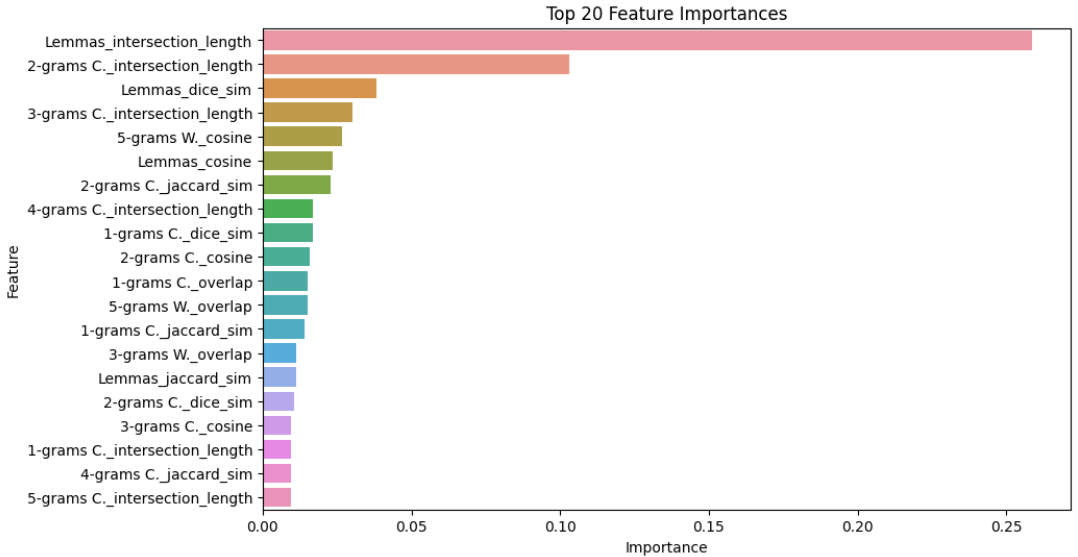 Top 20 Feature Importances
Feature
Lemmas_intersection_length
2-grams C._intersection_length
Lemmas_dice_sim
3-grams C._intersection_length
5-grams W._cosine
Lemmas_cosine
2-grams C._jaccard_sim
4-grams C._intersection_length
1-grams C._dice_sim
2-grams C._cosine
1-grams C._overlap
5-grams W._overlap
1-grams C._jaccard_sim
3-grams W._overlap
Lemmas_jaccard_sim
2-grams C._dice_sim
3-grams C._cosine
1-grams C._intersection_length
4-grams C._jaccard_sim
5-grams C._intersection_length
0.00 0.05 0.10 0.15 0.20 0.25
Importance